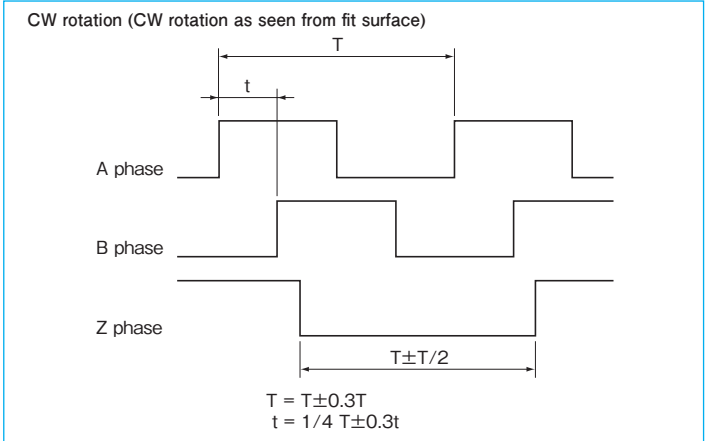 CW rotation (CW rotation as seen from fit surface)
T
t
A phase
B phase
Z phase
T±T/2
T = T±0.3T
t = 1/4 T±0.3t